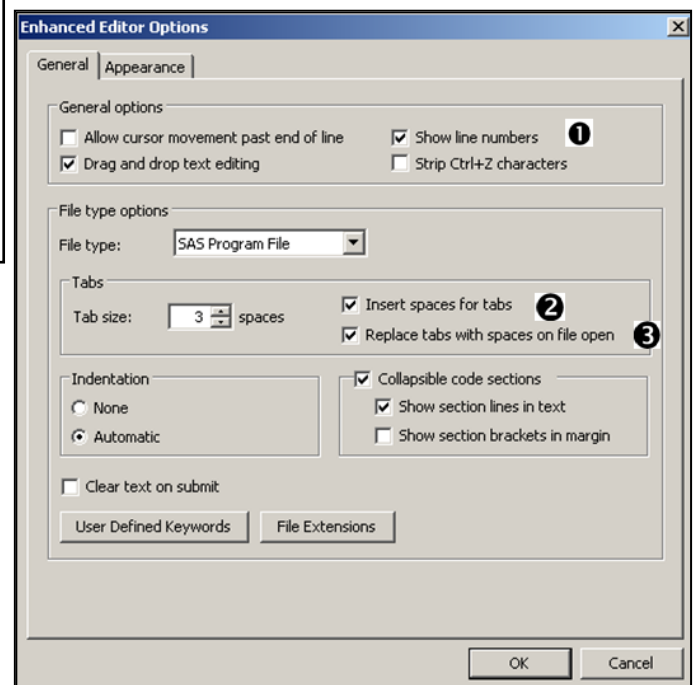 Enhanced Editor Options
General Appearance
General options
Allow cursor movement past end of line Show line numbers ❶
Drag and drop text editing Strip Ctrl+Z characters
File type options
File type: SAS Program File
Tabs
Tab size: 3 spaces Insert spaces for tabs ❷
Replace tabs with spaces on file open ❸
Indentation Collapsible code sections
None Show section lines in text
Automatic Show section brackets in margin
Clear text on submit
User Defined Keywords File Extensions
OK Cancel